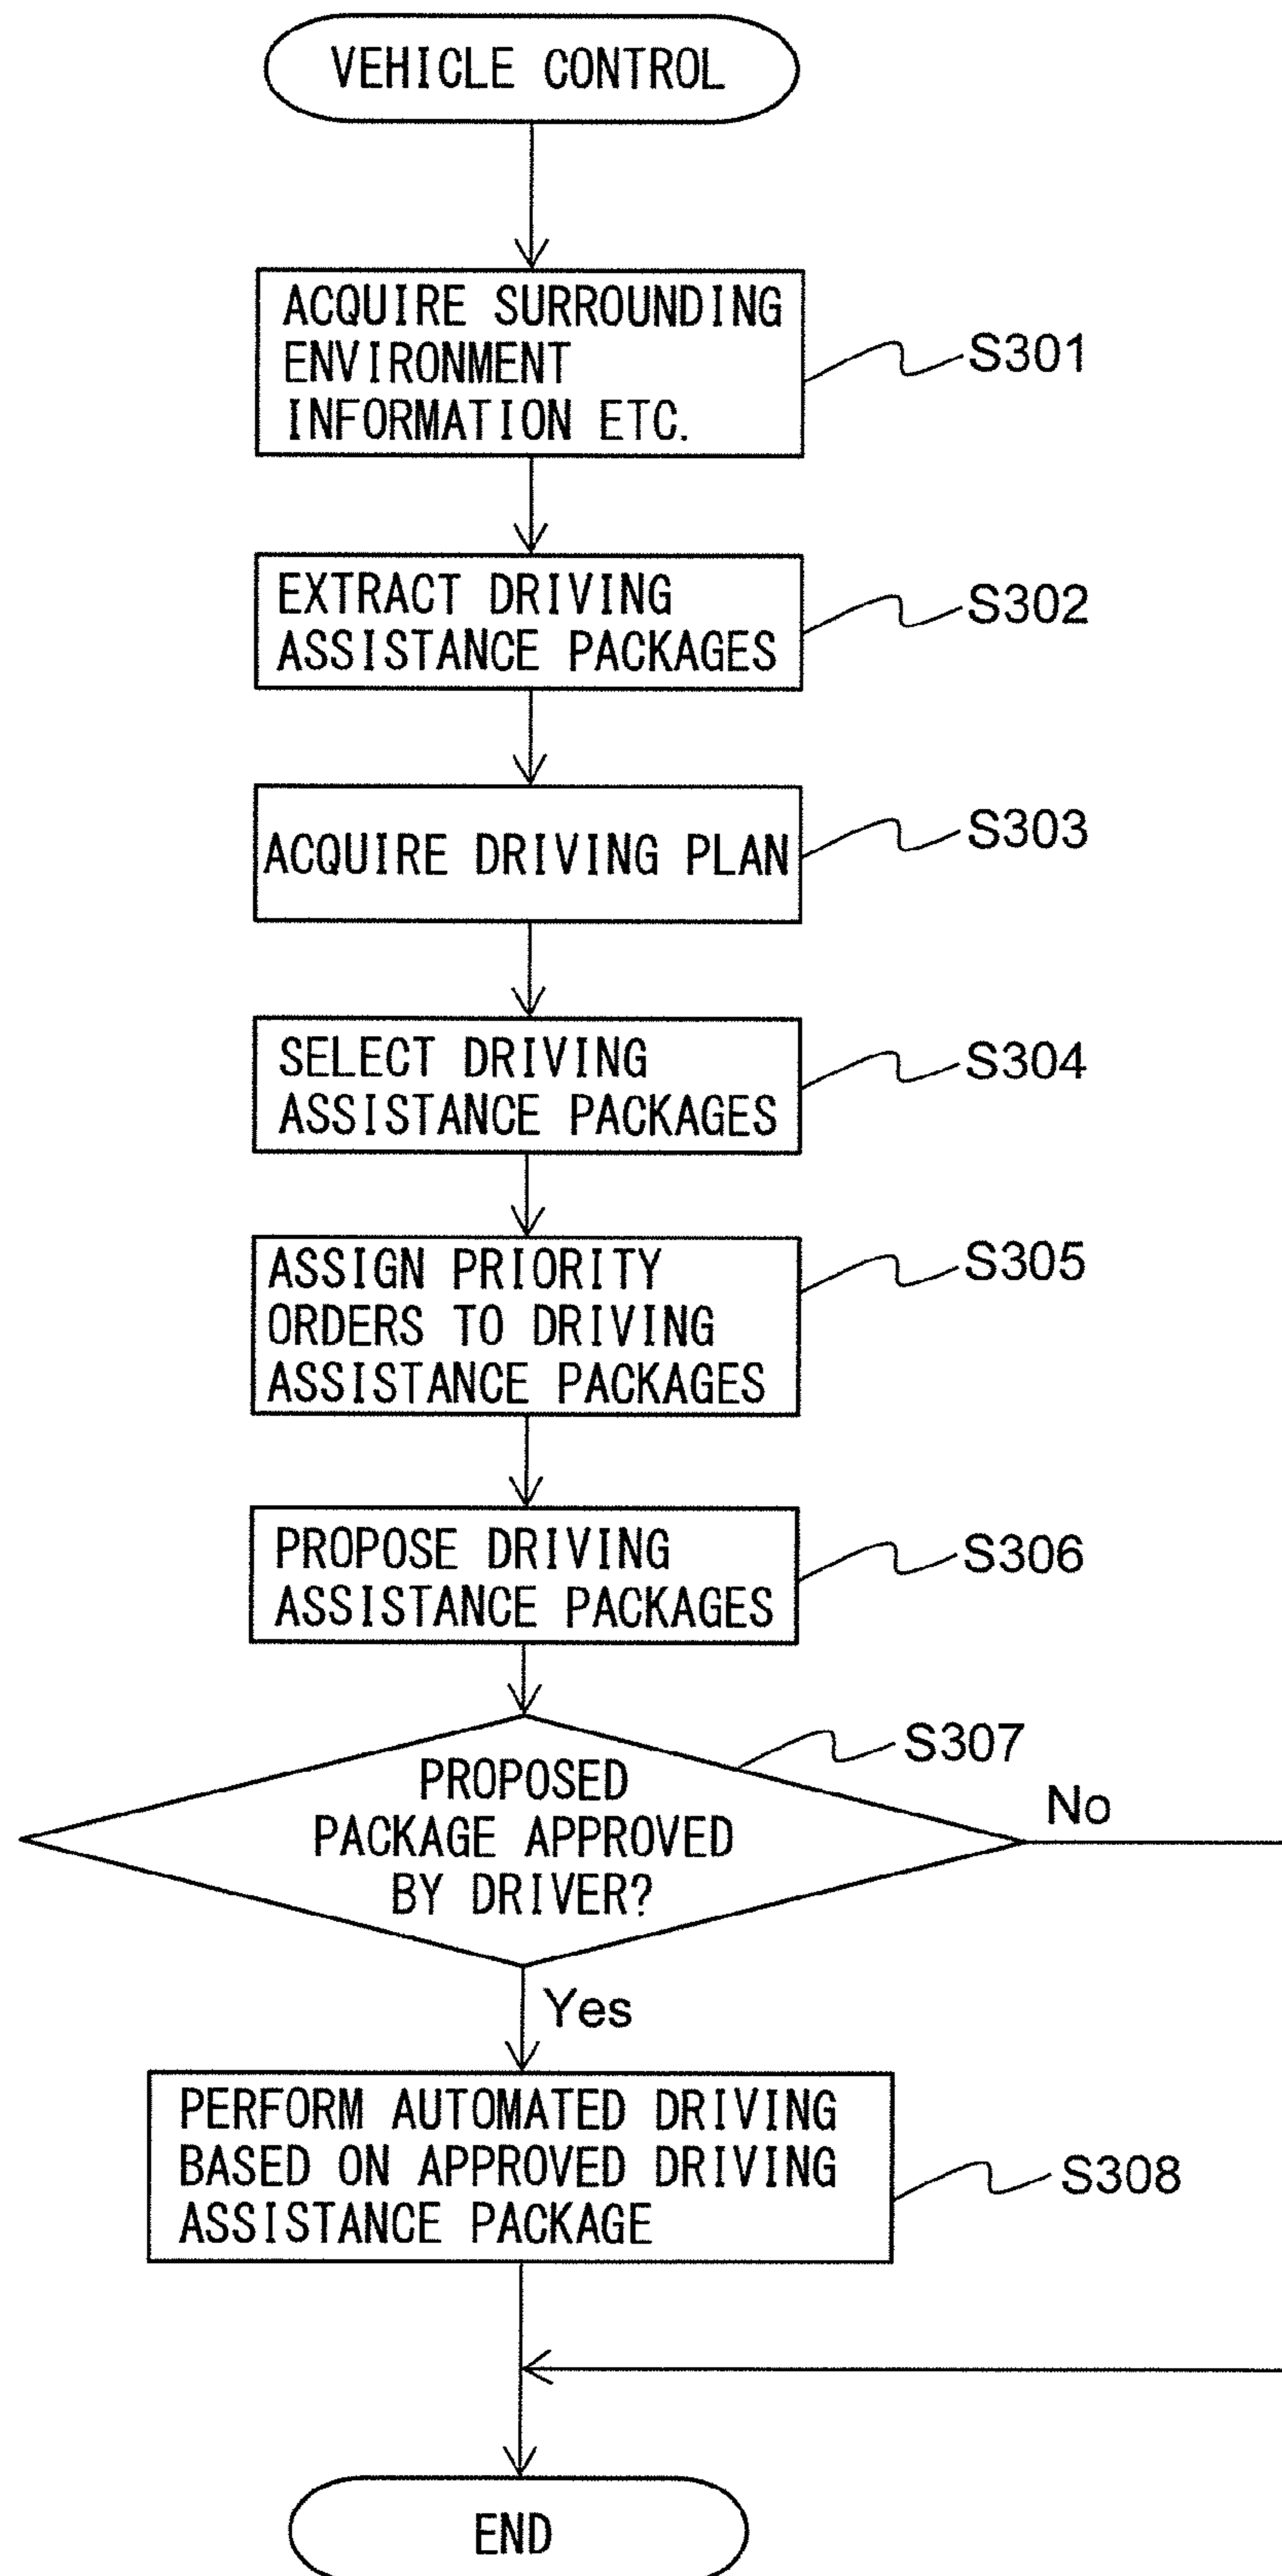 VEHICLE CONTROL
ACQUIRE SURROUNDING
ENVIRONMENT
INFORMATION ETC.
S301
EXTRACT DRIVING
ASSISTANCE PACKAGES
S302
ACQUIRE DRIVING PLAN
S303
SELECT DRIVING
ASSISTANCE PACKAGES
S304
ASSIGN PRIORITY
ORDERS TO DRIVING
ASSISTANCE PACKAGES
S305
PROPOSE DRIVING
ASSISTANCE PACKAGES
S306
PROPOSED
PACKAGE APPROVED
BY DRIVER?
S307
No
Yes
PERFORM AUTOMATED DRIVING
BASED ON APPROVED DRIVING
ASSISTANCE PACKAGE
S308
END